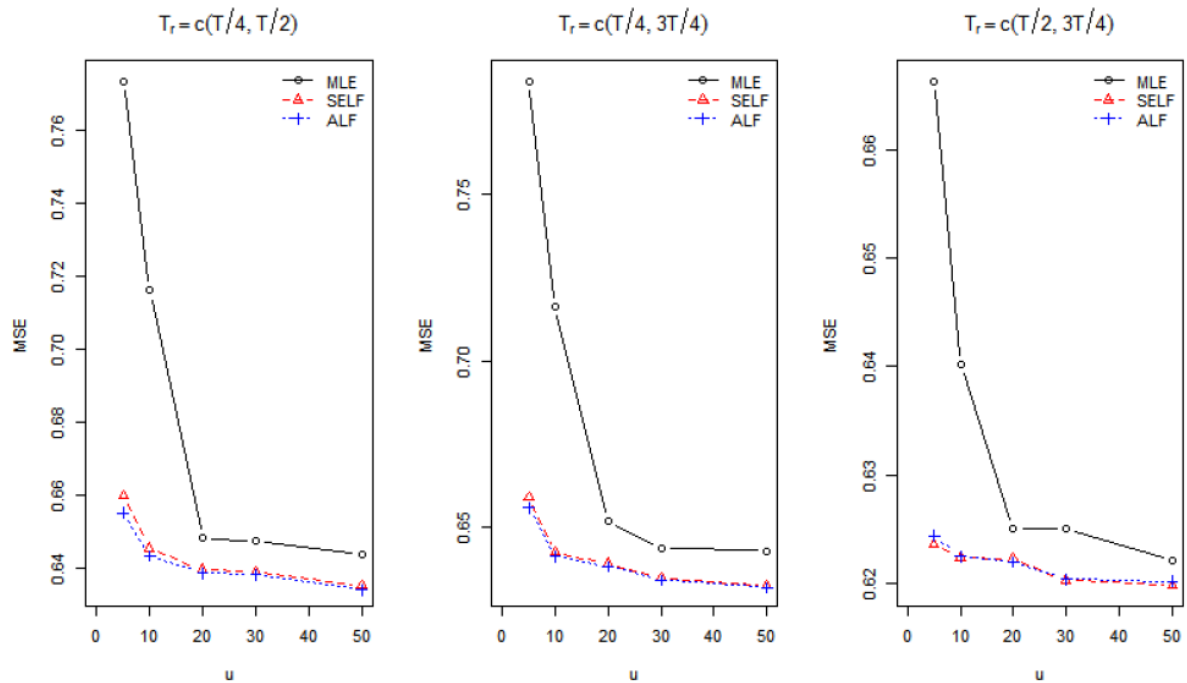 T_r = c(T/4, T/2)
MLE
SELF
ALF
MSE
0.76
0.74
0.72
0.70
0.68
0.66
0.64
0 10 20 30 40 50
u
T_r = c(T/4, 3T/4)
MLE
SELF
ALF
MSE
0.75
0.70
0.65
0 10 20 30 40 50
u
T_r = c(T/2, 3T/4)
MLE
SELF
ALF
MSE
0.66
0.65
0.64
0.63
0.62
0 10 20 30 40 50
u